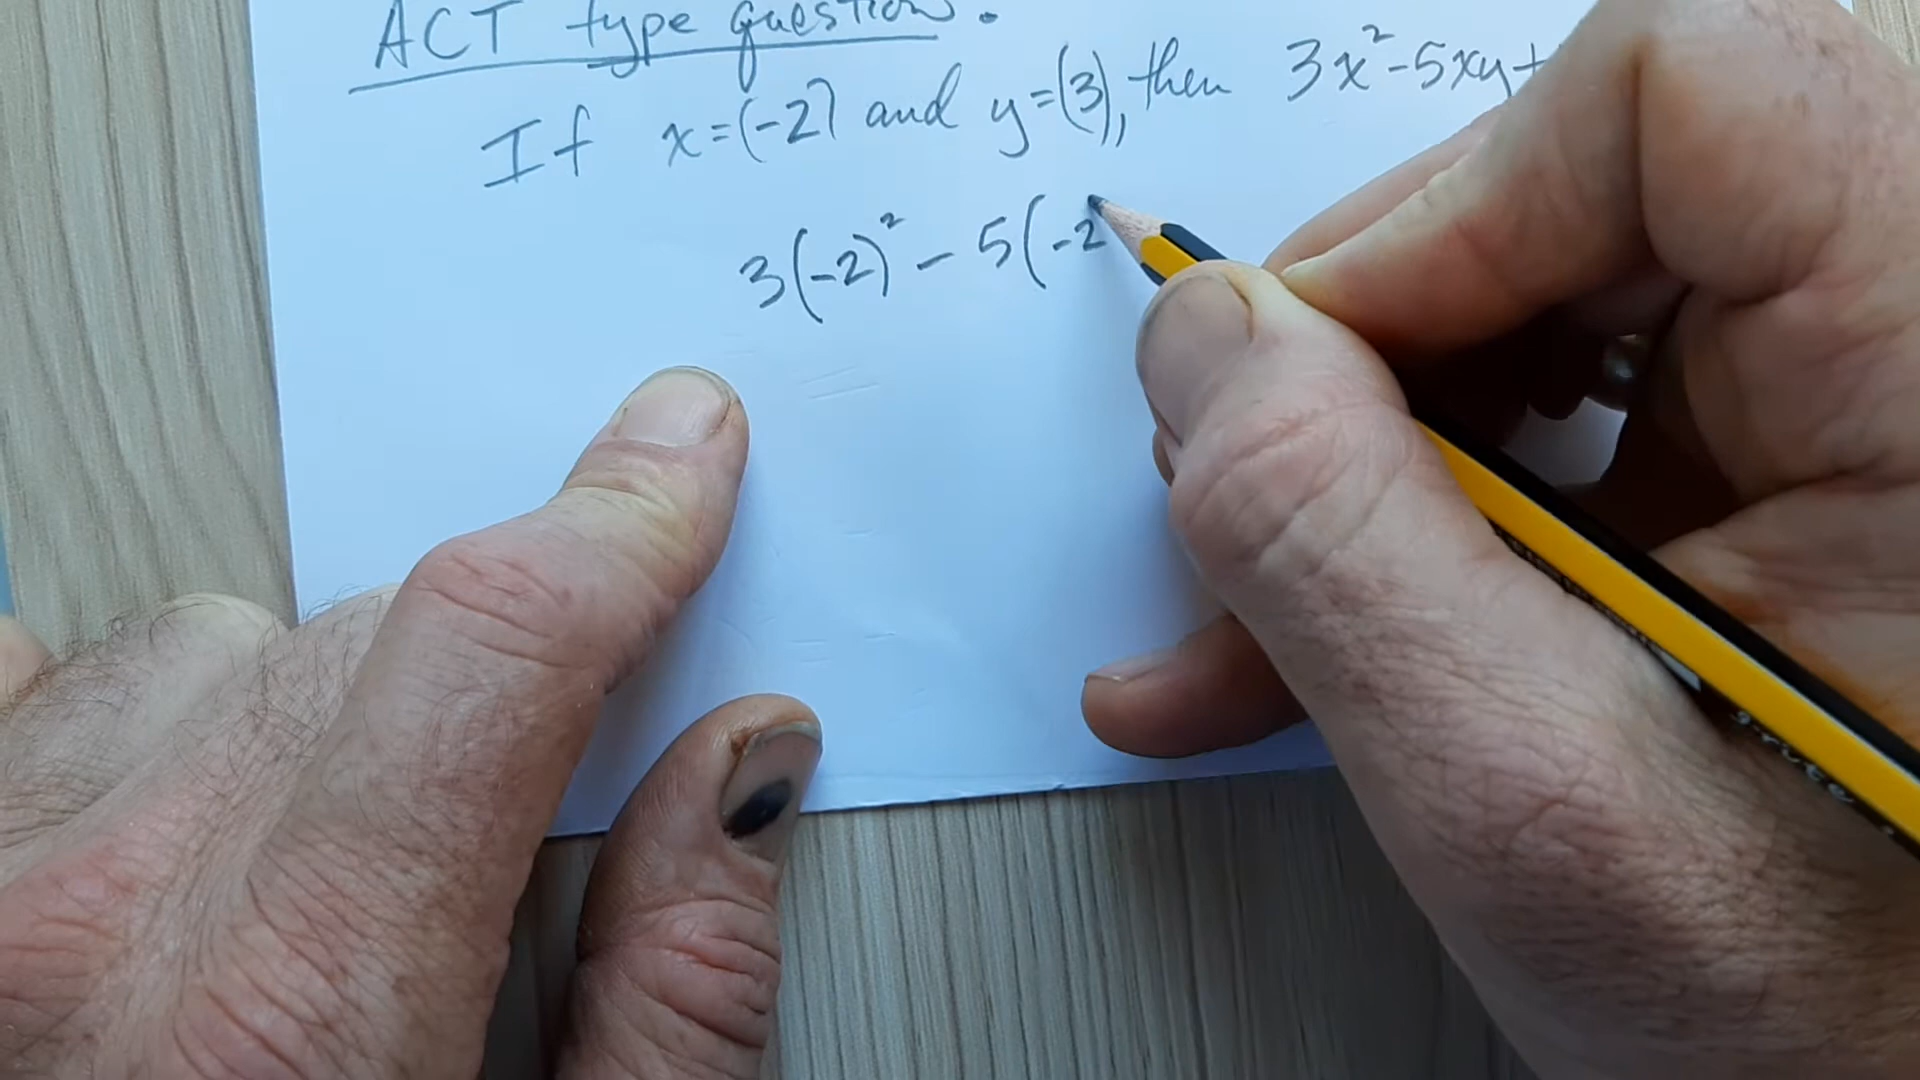 ACT type question.
If x=(-2) and y=(3), then 3x²-5xy+
3(-2)² - 5(-2